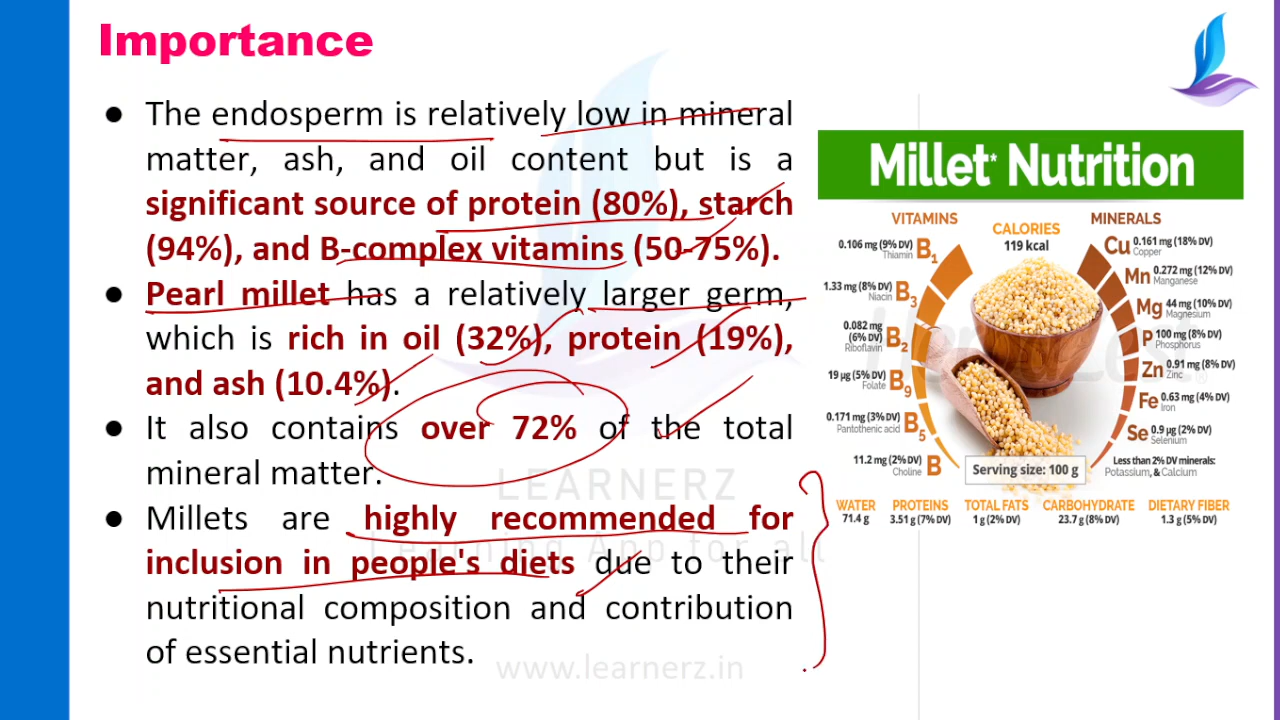 Importance
● The endosperm is relatively low in mineral
matter, ash, and oil content but is a
significant source of protein (80%), starch
(94%), and B-complex vitamins (50-75%).
● Pearl millet has a relatively larger germ,
which is rich in oil (32%), protein (19%),
and ash (10.4%).
● It also contains over 72% of the total
mineral matter.
● Millets are highly recommended for
inclusion in people's diets due to their
nutritional composition and contribution
of essential nutrients.
LEARNERZ
Learning App for all
www.learnerz.in
Millet* Nutrition
VITAMINS
0.106 mg (9% DV) B1
Thiamin
1.33 mg (8% DV) B3
Niacin
0.082 mg
(6% DV) B2
Riboflavin
19 µg (5% DV) B9
Folate
0.171 mg (3% DV) B5
Pantothenic acid
11.2 mg (2% DV) B
Choline
CALORIES
119 kcal
MINERALS
Cu 0.161 mg (18% DV)
Copper
Mn 0.272 mg (12% DV)
Manganese
Mg 44 mg (10% DV)
Magnesium
P 100 mg (8% DV)
Phosphorus
Zn 0.91 mg (8% DV)
Zinc
Fe 0.63 mg (4% DV)
Iron
Se 0.9 µg (2% DV)
Selenium
Less than 2% DV minerals:
Potassium, & Calcium
Serving size: 100 g
WATER
71.4 g
PROTEINS
3.51 g (7% DV)
TOTAL FATS
1 g (2% DV)
CARBOHYDRATE
23.7 g (8% DV)
DIETARY FIBER
1.3 g (5% DV)